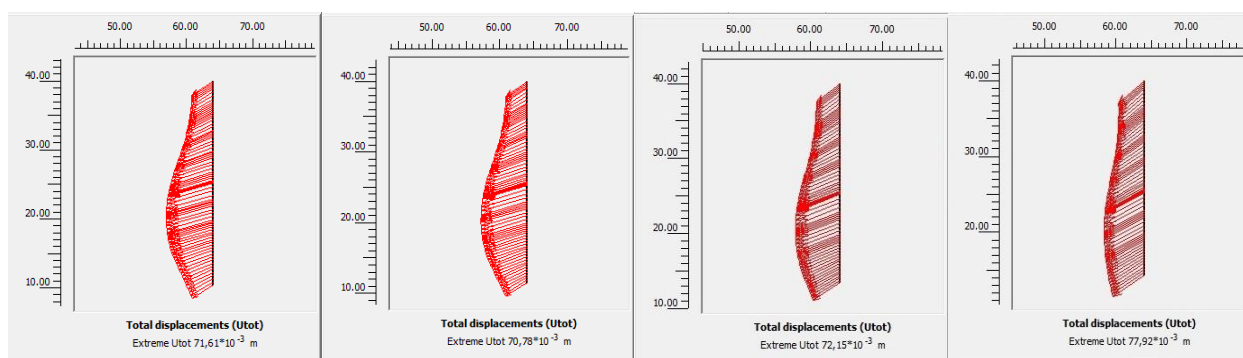 50.00 60.00 70.00
40.00
30.00
20.00
10.00
Total displacements (Utot)
Extreme Utot 71,61*10 -3 m
50.00 60.00 70.00
40.00
30.00
20.00
10.00
Total displacements (Utot)
Extreme Utot 70,78*10 -3 m
50.00 60.00 70.00
40.00
30.00
20.00
10.00
Total displacements (Utot)
Extreme Utot 72,15*10 -3 m
50.00 60.00 70.00
40.00
30.00
20.00
Total displacements (Utot)
Extreme Utot 77,92*10 -3 m